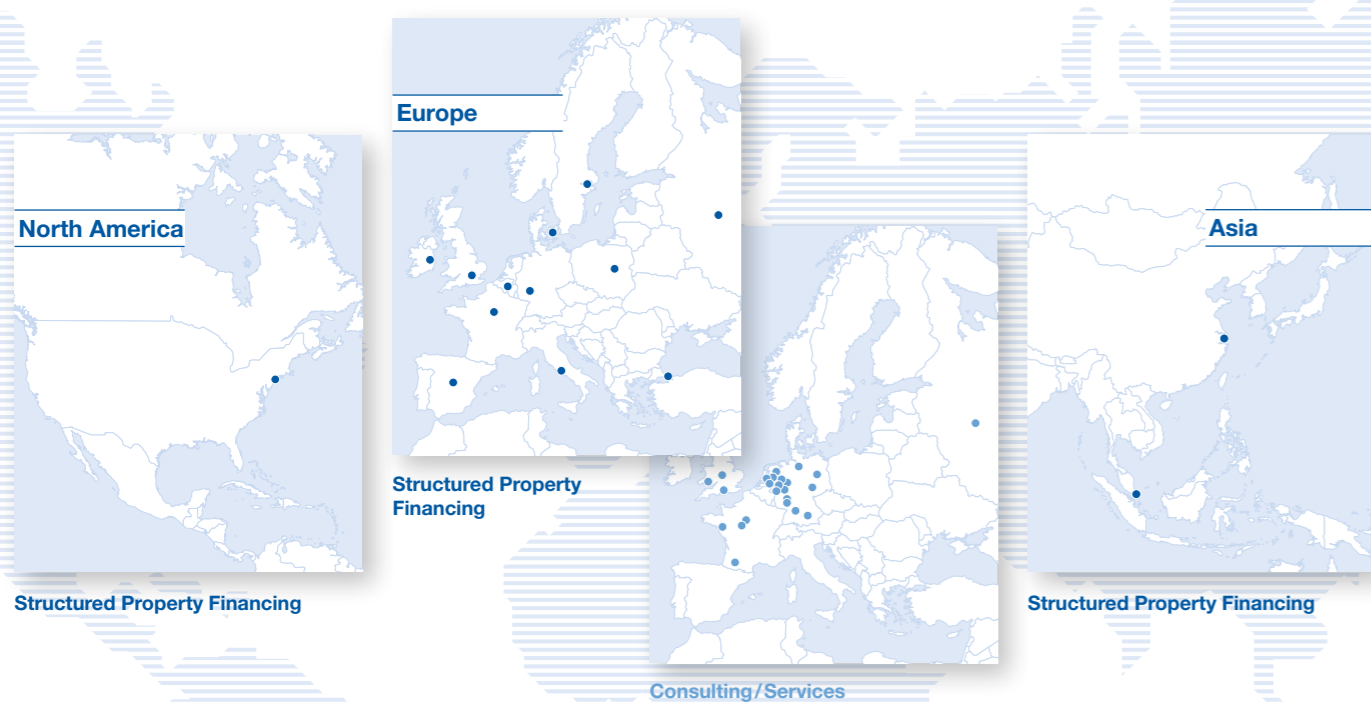 Europe
North America
Asia
Structured Property
Financing
Structured Property Financing
Structured Property Financing
Consulting/Services